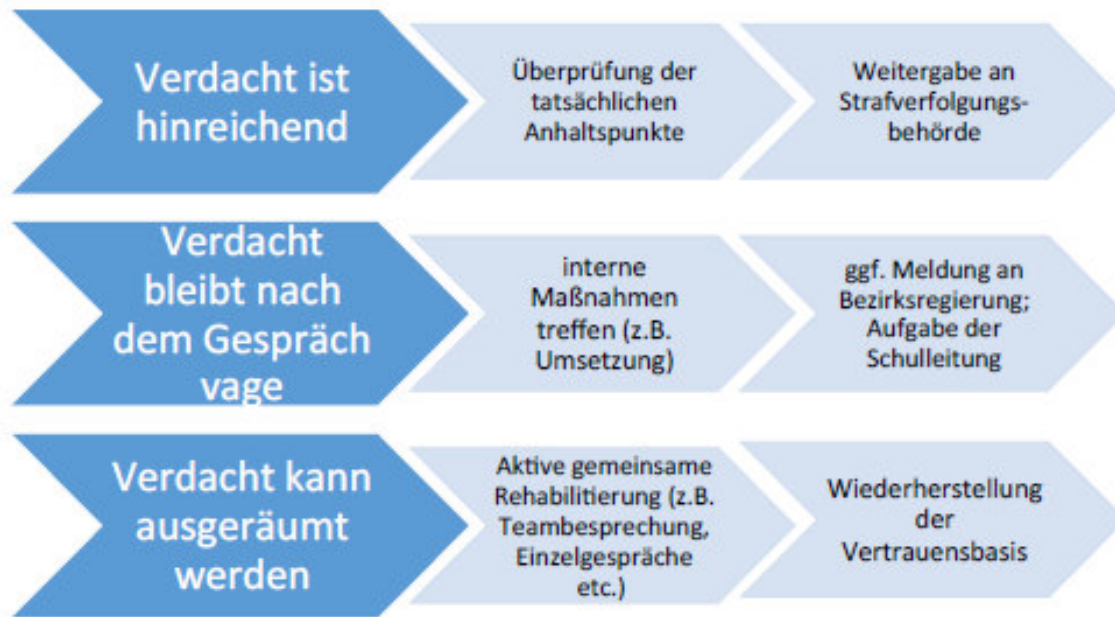 Verdacht ist
hinreichend
Überprüfung der
tatsächlichen
Anhaltspunkte
Weitergabe an
Strafverfolgungs-
behörde
Verdacht
bleibt nach
dem Gespräch
vage
interne
Maßnahmen
treffen (z.B.
Umsetzung)
ggf. Meldung an
Bezirksregierung;
Aufgabe der
Schulleitung
Verdacht kann
ausgeräumt
werden
Aktive gemeinsame
Rehabilitierung (z.B.
Teambesprechung,
Einzelgespräche
etc.)
Wiederherstellung
der
Vertrauensbasis